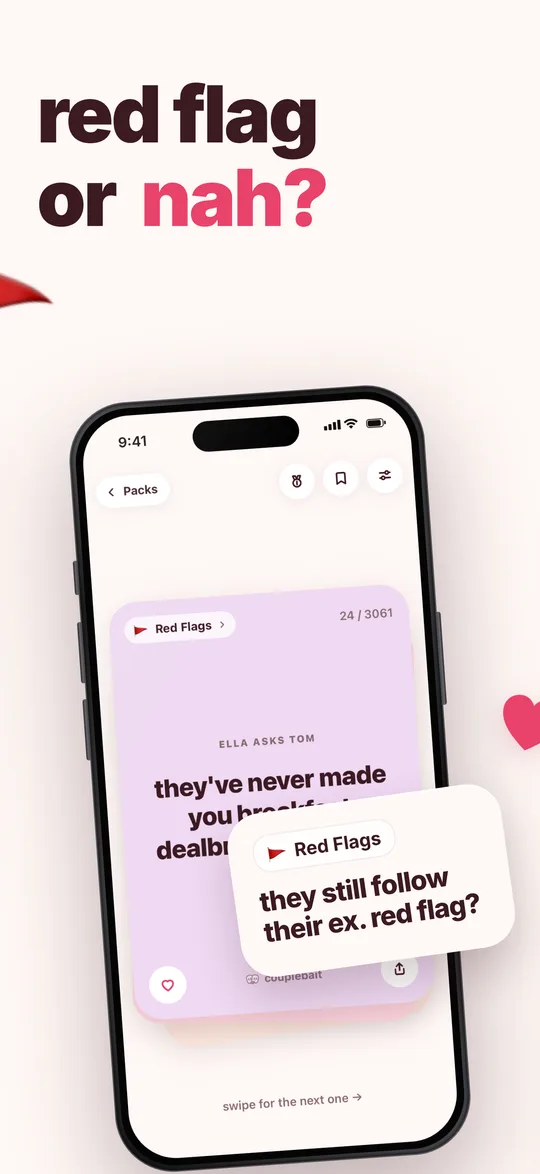 red flag
or nah?
9:41
Packs
Red Flags
24 / 3061
ELLA ASKS TOM
they've never made
you
Red Flags
they still follow
their ex. red flag?
couplebait
swipe for the next one →